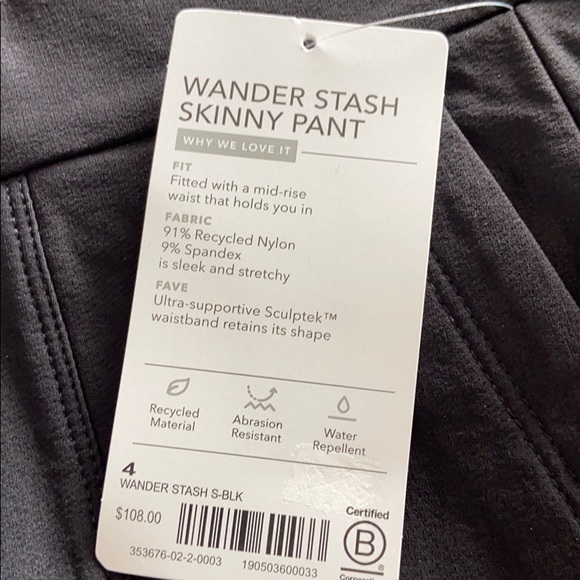 WANDER STASH
SKINNY PANT
WHY WE LOVE IT
FIT
Fitted with a mid-rise
waist that holds you in
FABRIC
91% Recycled Nylon
9% Spandex
is sleek and stretchy
FAVE
Ultra-supportive Sculptek™
waistband retains its shape
Recycled
Material
Abrasion
Resistant
Water
Repellent
4
WANDER STASH S-BLK
$108.00
353676-02-2-0003
190503600033
Certified
B
®
Corporation